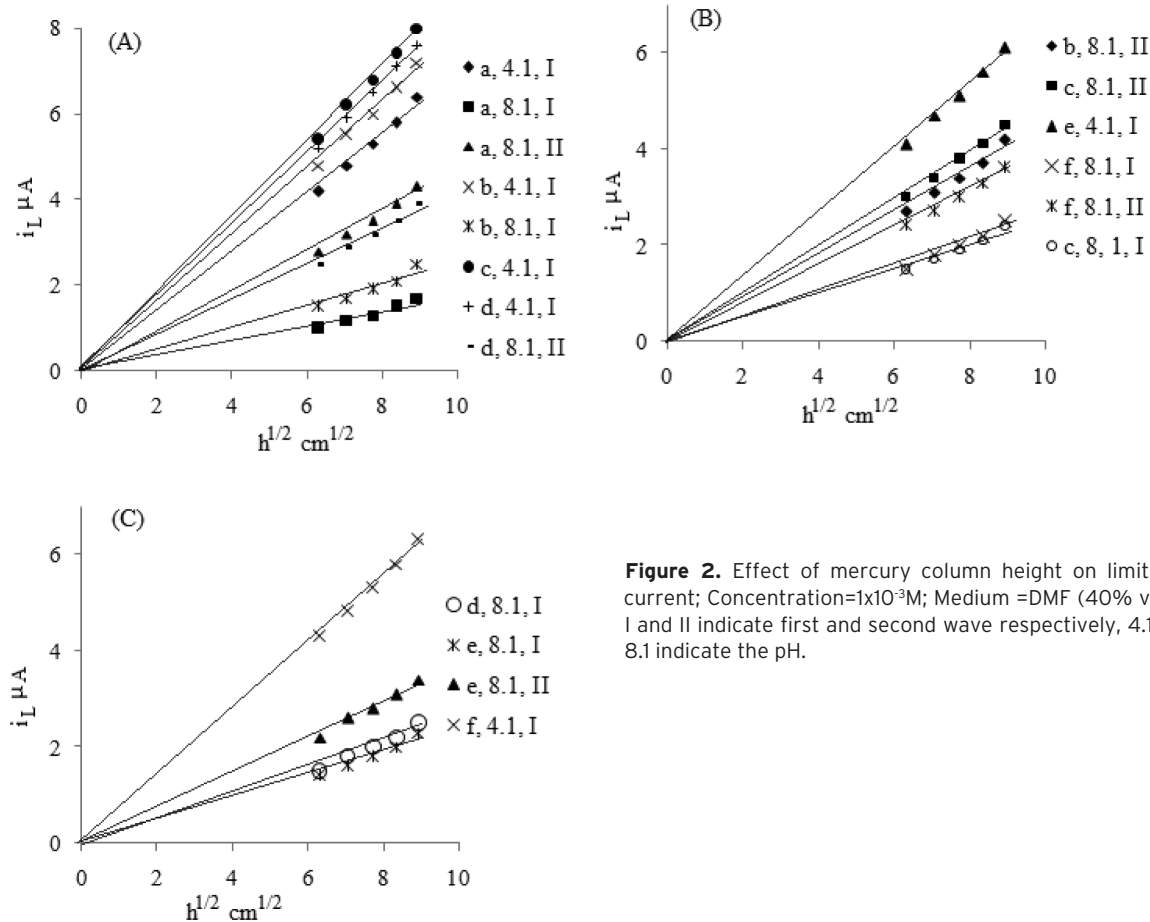 (A)
8
6
4
2
0
i_L μA
0 2 4 6 8 10
h^1/2 cm^1/2
a, 4.1, I
a, 8.1, I
a, 8.1, II
b, 4.1, I
b, 8.1, I
c, 4.1, I
d, 4.1, I
d, 8.1, II
(B)
6
4
2
0
i_L μA
0 2 4 6 8 10
h^1/2 cm^1/2
b, 8.1, II
c, 8.1, II
e, 4.1, I
f, 8.1, I
f, 8.1, II
c, 8, 1, I
(C)
6
4
2
0
i_L μA
0 2 4 6 8 10
h^1/2 cm^1/2
d, 8.1, I
e, 8.1, I
e, 8.1, II
f, 4.1, I
Figure 2. Effect of mercury column height on limit
current; Concentration=1x10^-3M; Medium =DMF (40% v
I and II indicate first and second wave respectively, 4.1
8.1 indicate the pH.